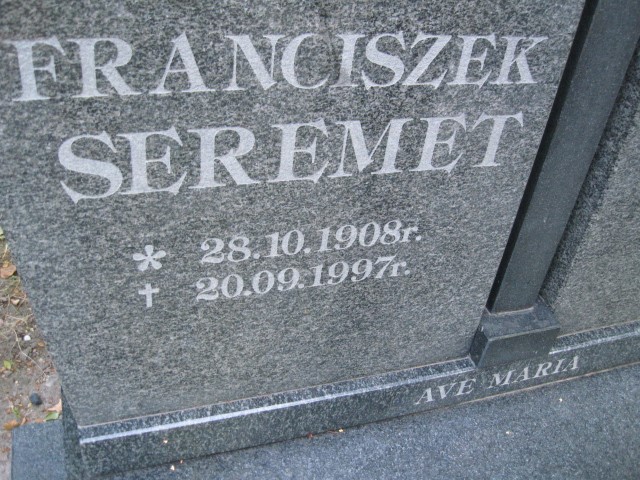 FRANCISZEK
SEREMET
* 28.10.1908r.
✝ 20.09.1997r.
AVE MARIA